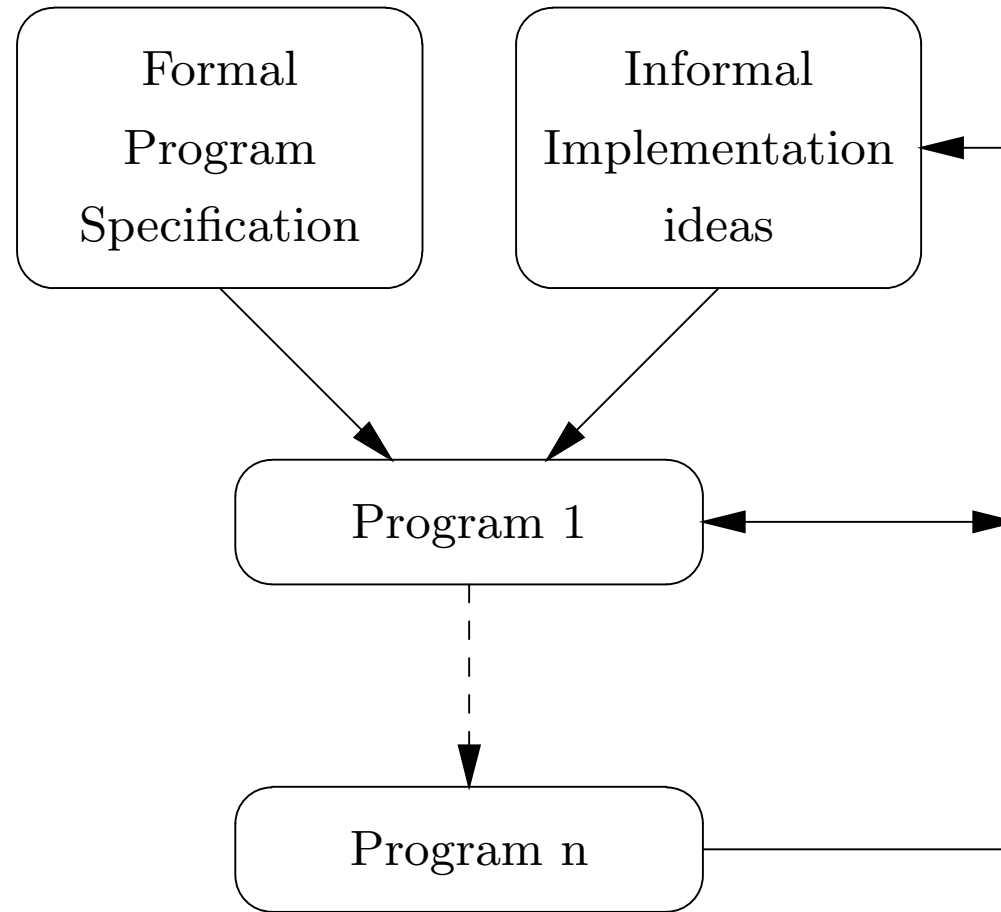 Formal
Program
Specification
Informal
Implementation
ideas
Program 1
Program n